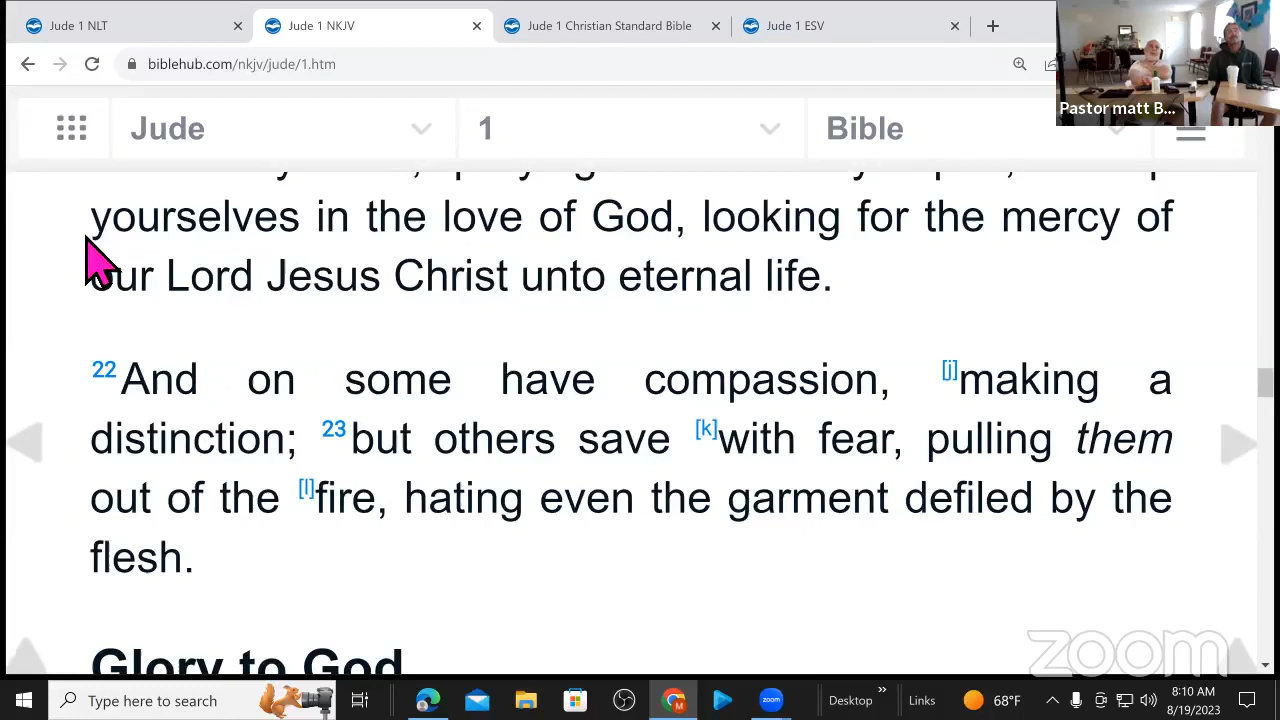 Jude 1 NLT
Jude 1 NKJV
Jude 1 Christian Standard Bible
Jude 1 ESV
biblehub.com/nkjv/jude/1.htm
Pastor matt B...
Jude
1
Bible
yourselves in the love of God, looking for the mercy of
our Lord Jesus Christ unto eternal life.
22 And on some have compassion, [j]making a
distinction; 23 but others save [k]with fear, pulling them
out of the [l]fire, hating even the garment defiled by the
flesh.
Glory to God
zoom
Type here to search
zoom
Desktop
Links
68°F
8:10 AM
8/19/2023